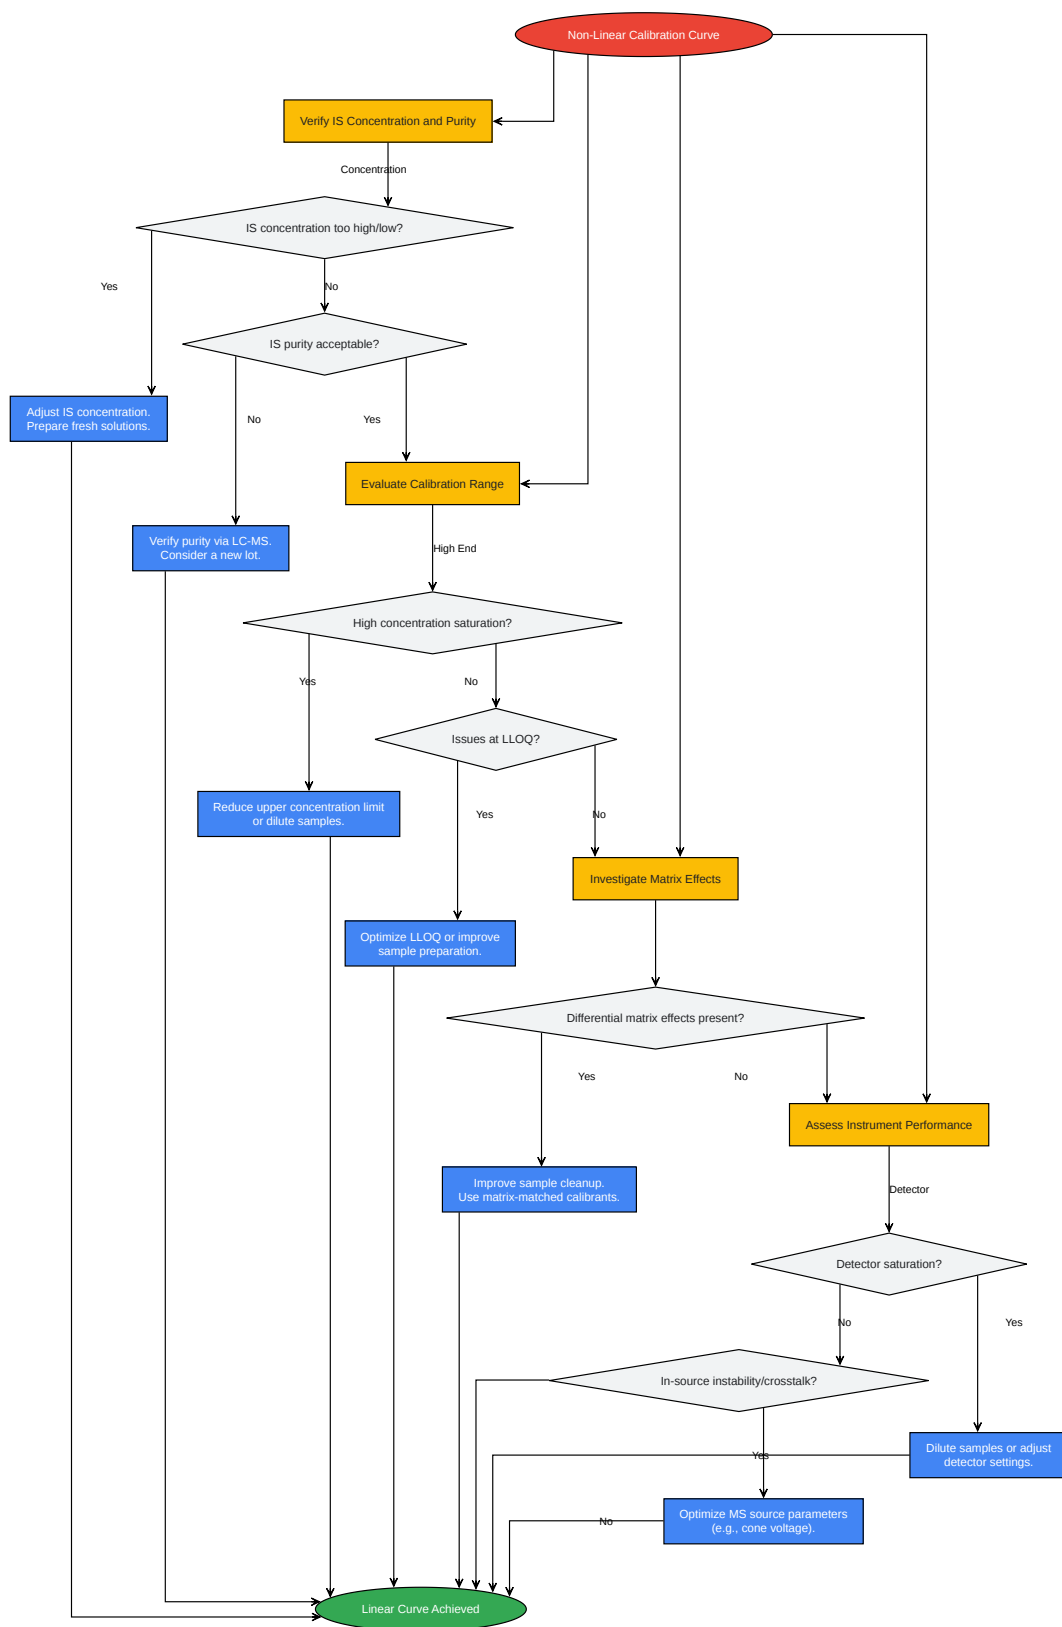 Non-Linear Calibration Curve
Verify IS Concentration and Purity
Concentration
IS concentration too high/low?
Yes
No
IS purity acceptable?
Adjust IS concentration.
Prepare fresh solutions.
No
Yes
Evaluate Calibration Range
Verify purity via LC-MS.
Consider a new lot.
High End
High concentration saturation?
Yes
No
Issues at LLOQ?
Reduce upper concentration limit
or dilute samples.
Yes
No
Investigate Matrix Effects
Optimize LLOQ or improve
sample preparation.
Differential matrix effects present?
Yes
No
Assess Instrument Performance
Improve sample cleanup.
Use matrix-matched calibrants.
Detector
Detector saturation?
No
Yes
In-source instability/crosstalk?
Dilute samples or adjust
detector settings.
Yes
Optimize MS source parameters
(e.g., cone voltage).
No
Linear Curve Achieved